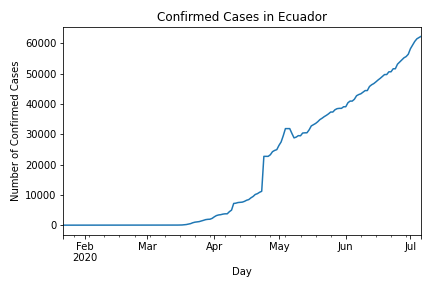 Confirmed Cases in Ecuador
Number of Confirmed Cases
60000
50000
40000
30000
20000
10000
0
Feb
2020
Mar
Apr
May
Jun
Jul
Day